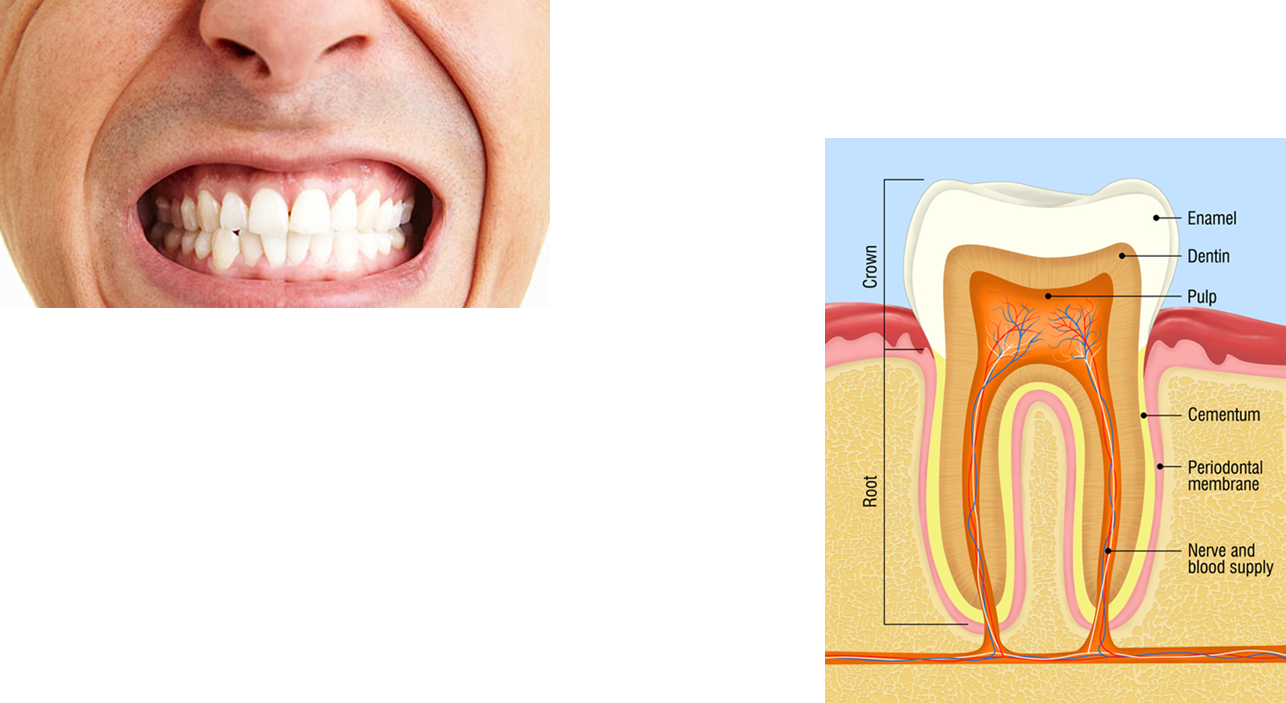 Crown
Root
Enamel
Dentin
Pulp
Cementum
Periodontal
membrane
Nerve and
blood supply